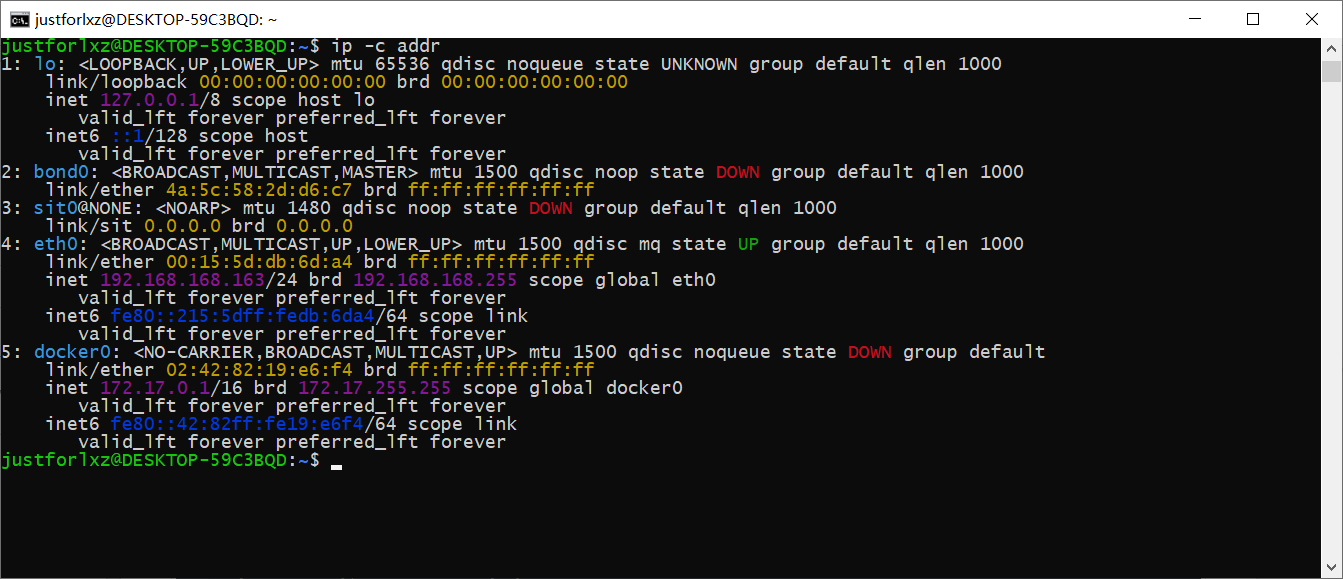 justforlxz@DESKTOP-59C3BQD: ~
justforlxz@DESKTOP-59C3BQD:~$ ip -c addr
1: lo: <LOOPBACK,UP,LOWER_UP> mtu 65536 qdisc noqueue state UNKNOWN group default qlen 1000
    link/loopback 00:00:00:00:00:00 brd 00:00:00:00:00:00
    inet 127.0.0.1/8 scope host lo
       valid_lft forever preferred_lft forever
    inet6 ::1/128 scope host
       valid_lft forever preferred_lft forever
2: bond0: <BROADCAST,MULTICAST,MASTER> mtu 1500 qdisc noop state DOWN group default qlen 1000
    link/ether 4a:5c:58:2d:d6:c7 brd ff:ff:ff:ff:ff:ff
3: sit0@NONE: <NOARP> mtu 1480 qdisc noop state DOWN group default qlen 1000
    link/sit 0.0.0.0 brd 0.0.0.0
4: eth0: <BROADCAST,MULTICAST,UP,LOWER_UP> mtu 1500 qdisc mq state UP group default qlen 1000
    link/ether 00:15:5d:db:6d:a4 brd ff:ff:ff:ff:ff:ff
    inet 192.168.168.163/24 brd 192.168.168.255 scope global eth0
       valid_lft forever preferred_lft forever
    inet6 fe80::215:5dff:fedb:6da4/64 scope link
       valid_lft forever preferred_lft forever
5: docker0: <NO-CARRIER,BROADCAST,MULTICAST,UP> mtu 1500 qdisc noqueue state DOWN group default
    link/ether 02:42:82:19:e6:f4 brd ff:ff:ff:ff:ff:ff
    inet 172.17.0.1/16 brd 172.17.255.255 scope global docker0
       valid_lft forever preferred_lft forever
    inet6 fe80::42:82ff:fe19:e6f4/64 scope link
       valid_lft forever preferred_lft forever
justforlxz@DESKTOP-59C3BQD:~$